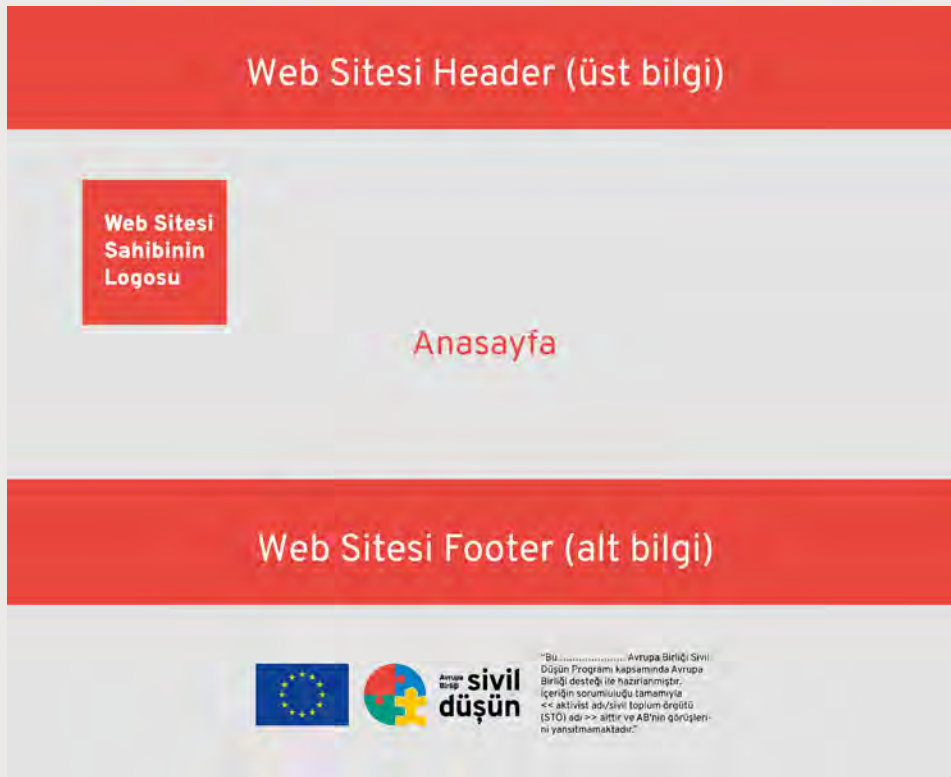 Web Sitesi Header (üst bilgi)
Web Sitesi
Sahibinin
Logosu
Anasayfa
Web Sitesi Footer (alt bilgi)
Avrupa
Birliği
sivil
düşün
“Bu ...................... Avrupa Birliği Sivil
Düşün Programı kapsamında Avrupa
Birliği desteği ile hazırlanmıştır.
İçeriğin sorumluluğu tamamıyla
<< aktivist adı/sivil toplum örgütü
(STÖ) adı >> aittir ve AB'nin görüşleri-
ni yansıtmamaktadır.”